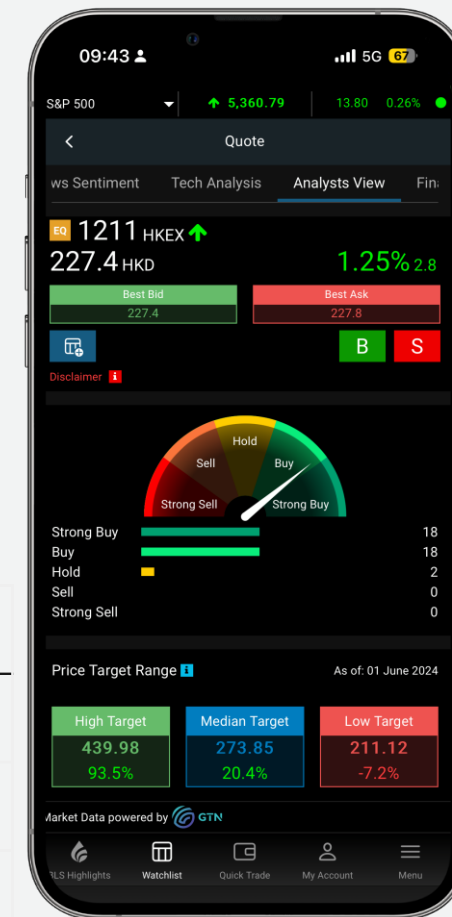 09:43 5G 67
S&P 500 5,360.79 13.80 0.26%
Quote
ws Sentiment Tech Analysis Analysts View Fin
EQ 1211 HKEX
227.4 HKD 1.25% 2.8
Best Bid Best Ask
227.4 227.8
B S
Disclaimer i
Hold
Sell Buy
Strong Sell Strong Buy
Strong Buy 18
Buy 18
Hold 2
Sell 0
Strong Sell 0
Price Target Range i As of: 01 June 2024
High Target Median Target Low Target
439.98 273.85 211.12
93.5% 20.4% -7.2%
Market Data powered by GTN
LS Highlights Watchlist Quick Trade My Account Menu